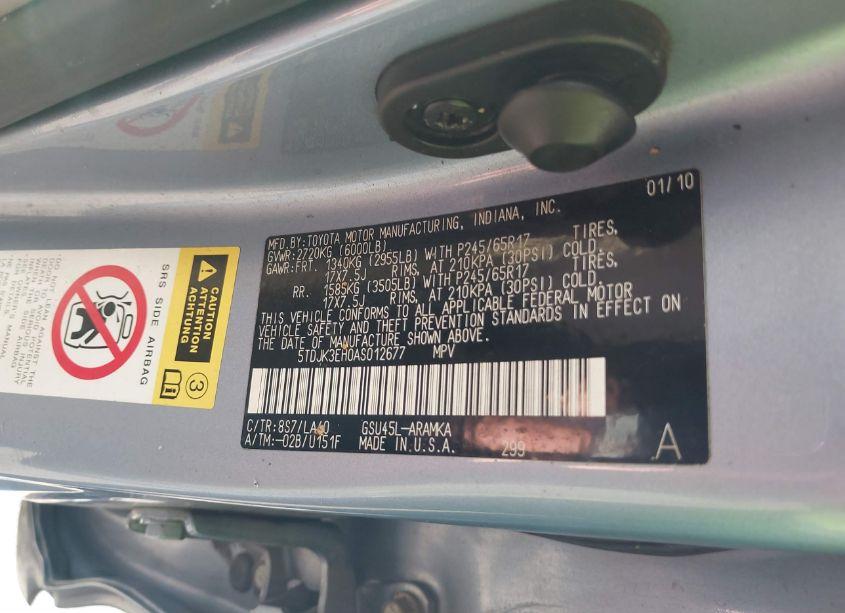 01/10
MFD.BY:TOYOTA MOTOR MANUFACTURING, INDIANA, INC.
GVWR:2720KG (6000LB)
GAWR:FRT. 1340KG (2955LB) WITH P245/65R17 TIRES,
17X7.5J RIMS, AT 210KPA (30PSI) COLD.
RR. 1585KG (3505LB) WITH P245/65R17 TIRES,
17X7.5J RIMS, AT 210KPA (30PSI) COLD.
THIS VEHICLE CONFORMS TO ALL APPLICABLE FEDERAL MOTOR
VEHICLE SAFETY AND THEFT PREVENTION STANDARDS IN EFFECT ON
THE DATE OF MANUFACTURE SHOWN ABOVE.
5TDJK3EH0AS012677 MPV
C/TR:8S7/LA40 GSU45L-ARAMKA
A/TM:-02B/U151F MADE IN U.S.A. 299 A
CAUTION
ATTENTION
ACHTUNG
3
SRS SIDE AIRBAG